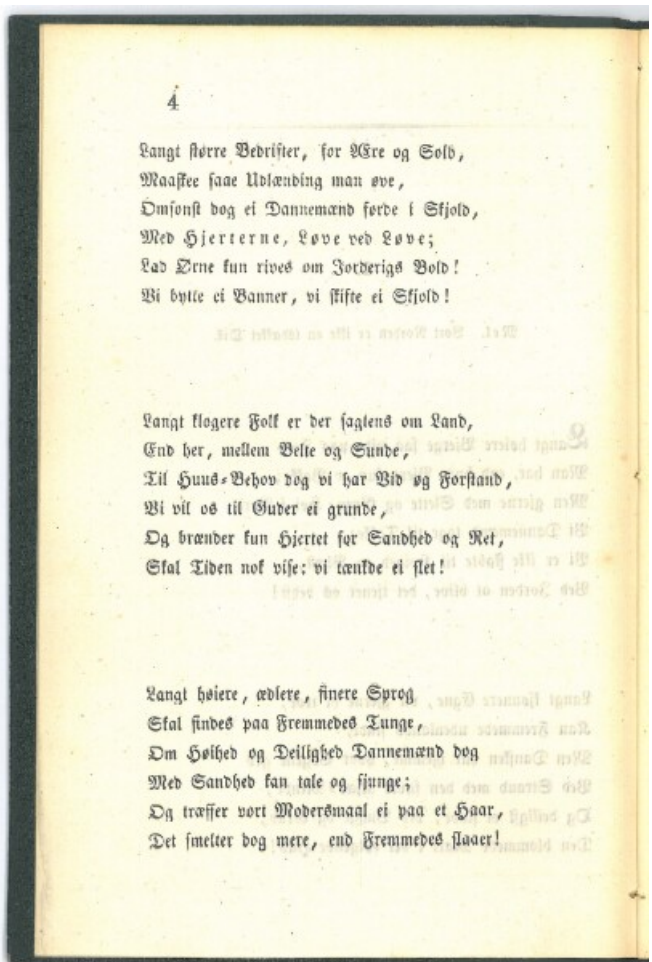 4
Langt større Bedrifter, for Ære og Sold,
Maaskee saae Udlænding man øve,
Omsonst dog ei Dannemænd førde i Skjold,
Med Hjerterne, Løve ved Løve;
Lad Ørne kun rives om Jorderigs Bold!
Vi bytte ei Banner, vi skifte ei Skjold!
Langt klogere Folk er der sagtens om Land,
End her, mellem Belte og Sunde,
Til Huus-Behov dog vi har Vid og Forstand,
Vi vil os til Guder ei grunde,
Og brænder kun Hjertet for Sandhed og Ret,
Skal Tiden nok vise: vi tænkde ei slet!
Langt høiere, ædlere, finere Sprog
Skal findes paa Fremmedes Tunge,
Om Høihed og Deilighed Dannemænd dog
Med Sandhed kan tale og sjunge;
Og træffer vort Modersmaal ei paa et Haar,
Det smelter dog mere, end Fremmedes slaaer!